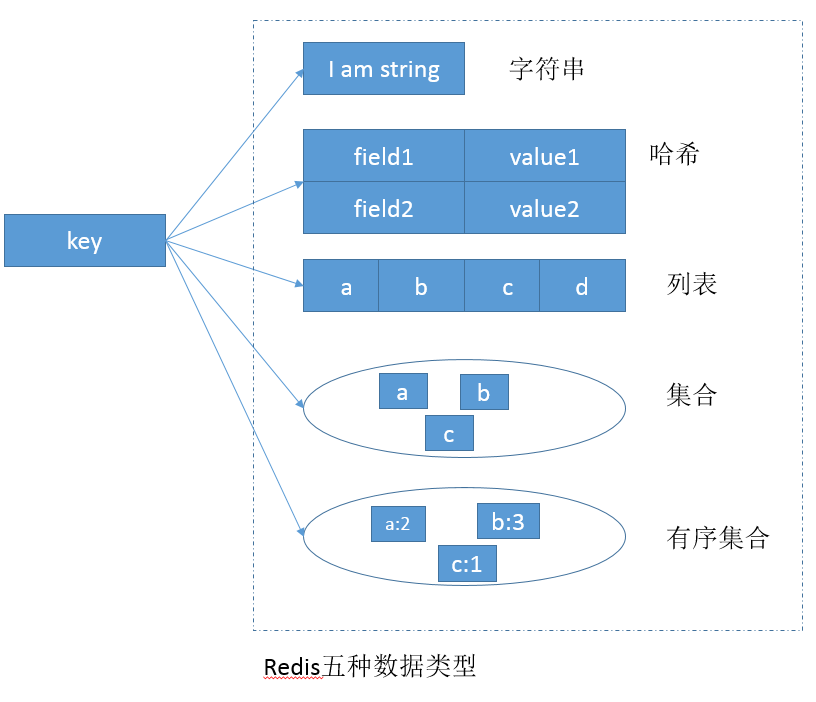 I am string 字符串
field1 value1 哈希
field2 value2
key
a b c d 列表
a b 集合
c
a:2 b:3 有序集合
c:1
Redis五种数据类型